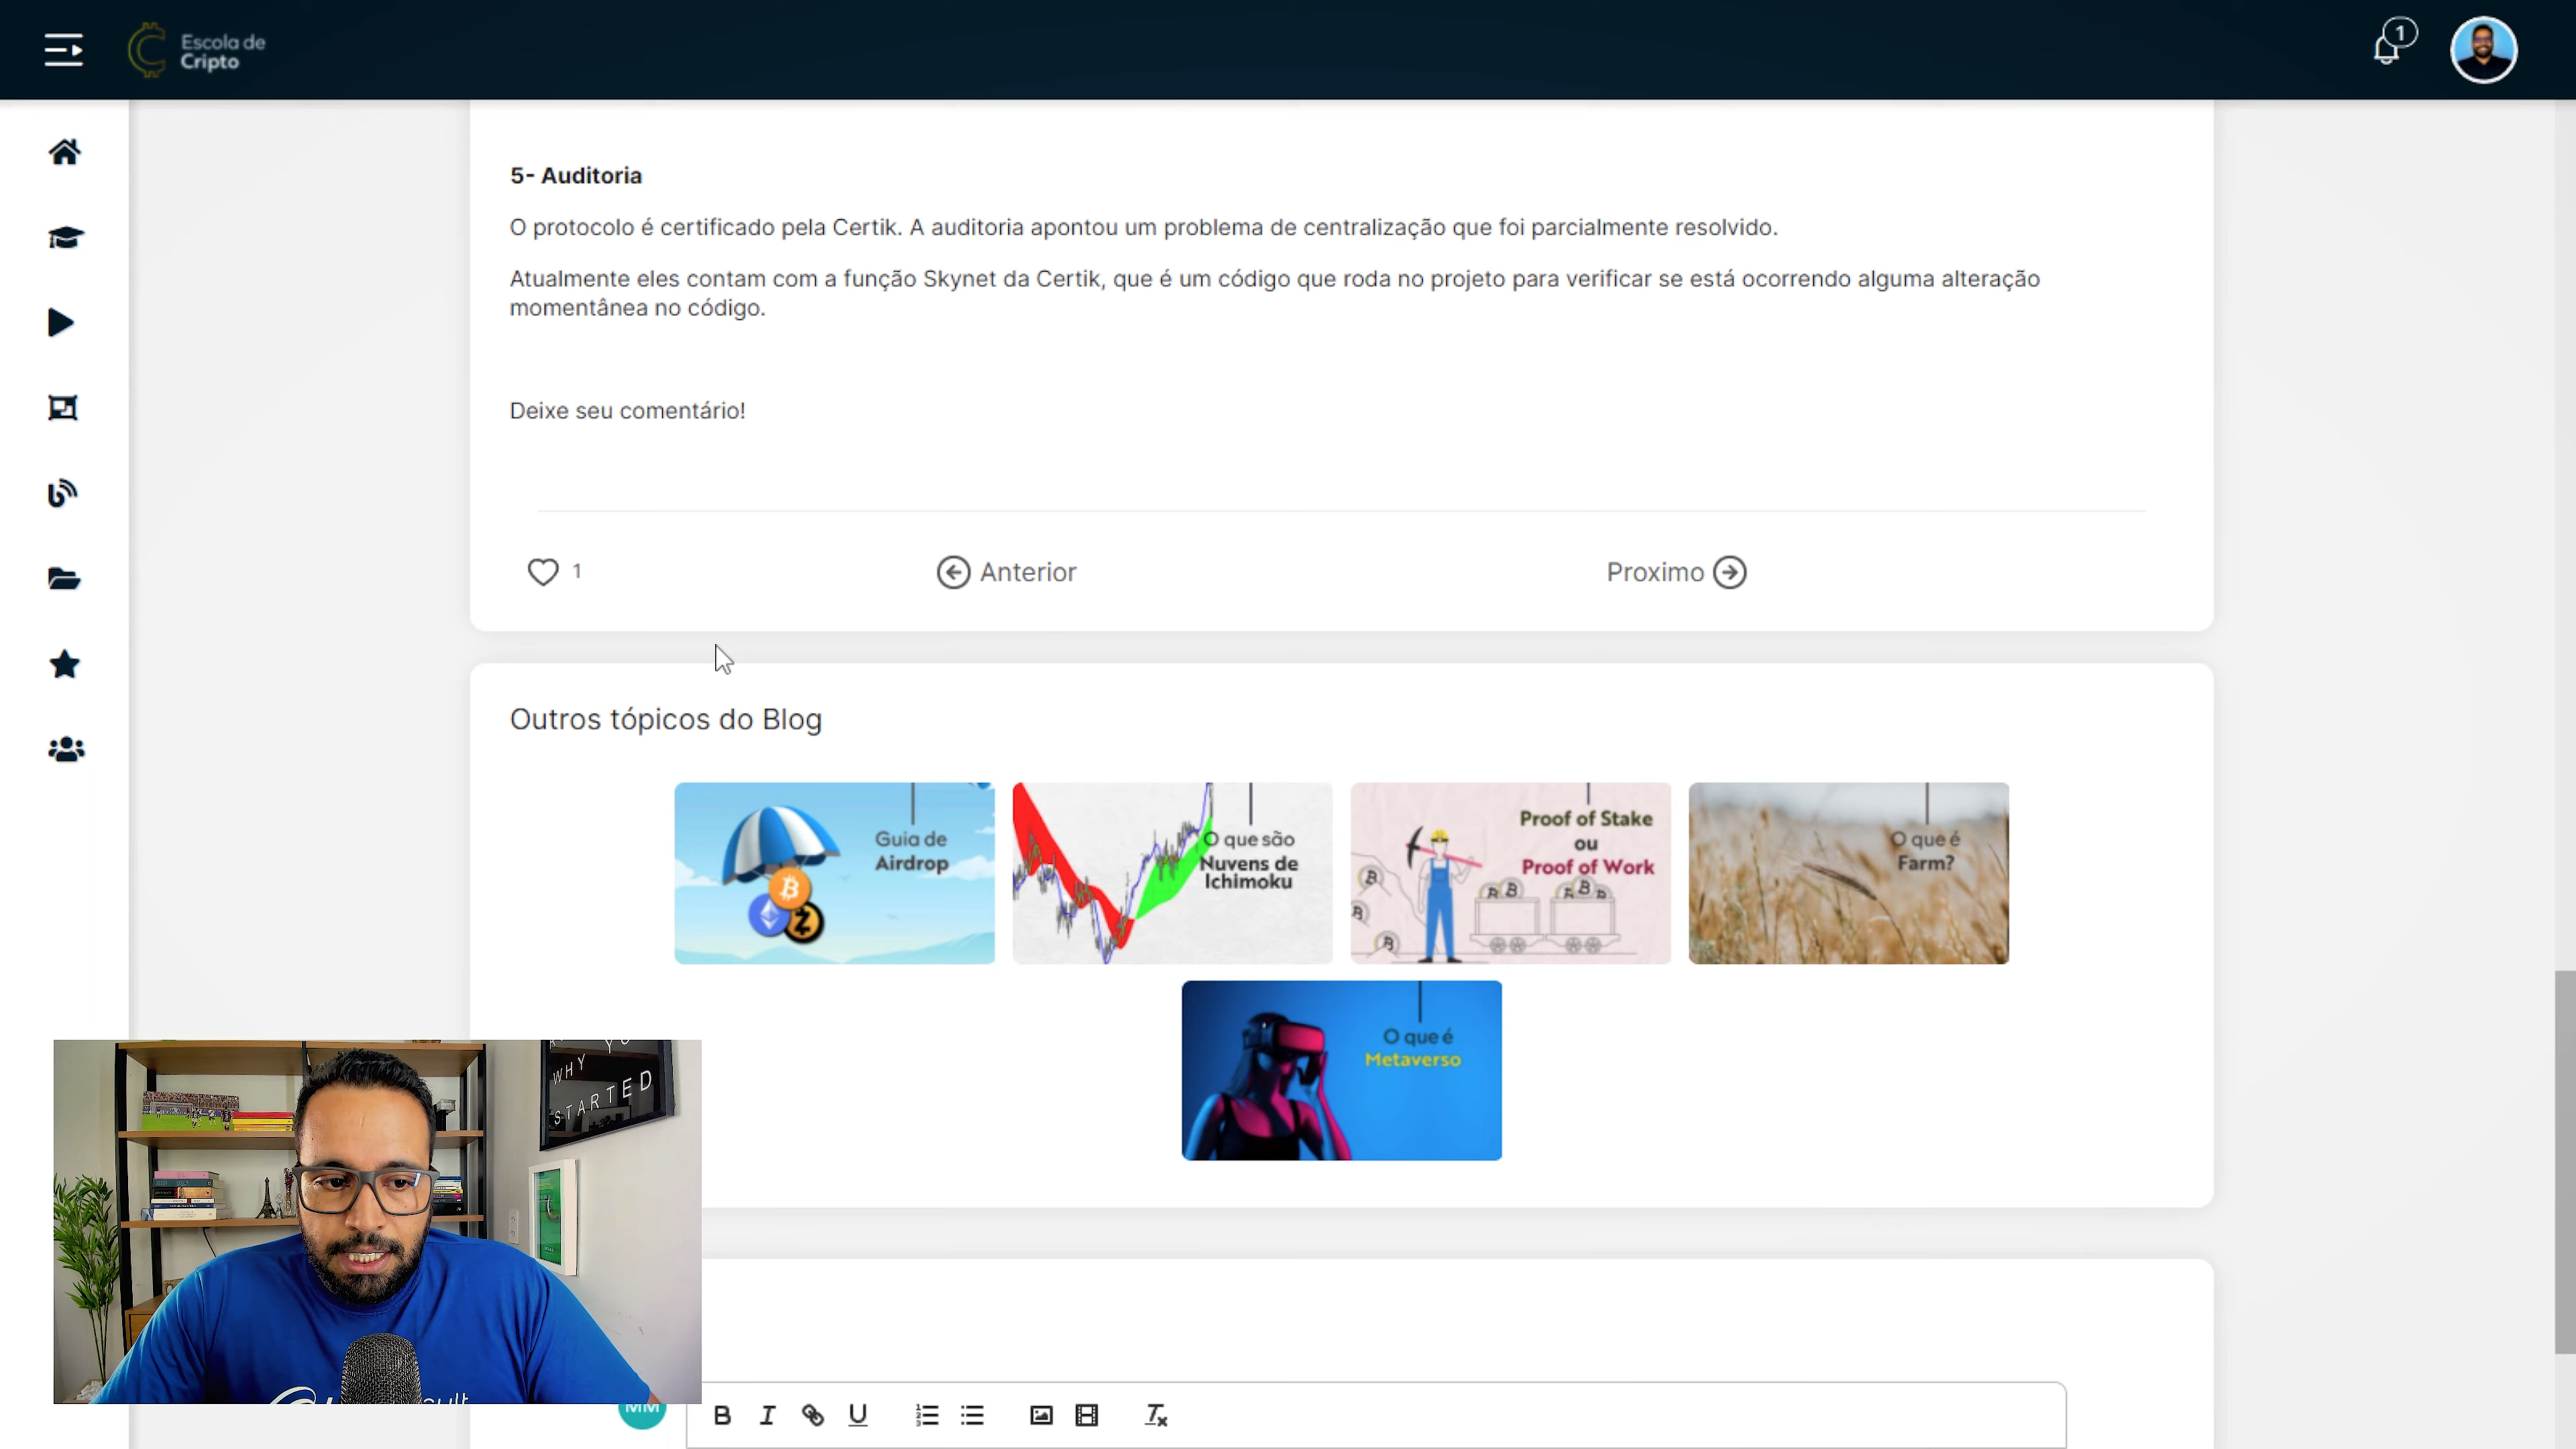 Escola de
Cripto
1
5- Auditoria
O protocolo é certificado pela Certik. A auditoria apontou um problema de centralização que foi parcialmente resolvido.
Atualmente eles contam com a função Skynet da Certik, que é um código que roda no projeto para verificar se está ocorrendo alguma alteração
momentânea no código.
Deixe seu comentário!
1
Anterior
Proximo
Outros tópicos do Blog
Guia de
Airdrop
O que são
Nuvens de
Ichimoku
Proof of Stake
ou
Proof of Work
O que é
Farm?
O que é
Metaverso
WHY YO
STARTED
MM
B I U